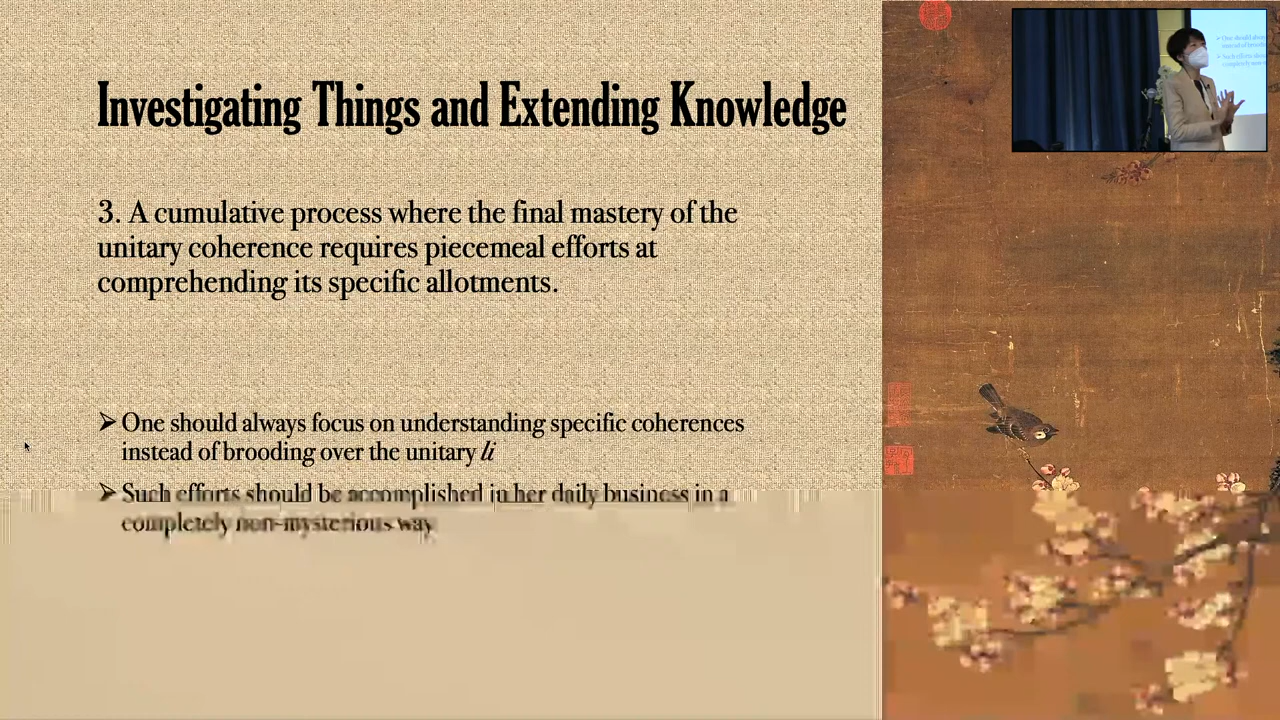 Investigating Things and Extending Knowledge
3. A cumulative process where the final mastery of the
unitary coherence requires piecemeal efforts at
comprehending its specific allotments.
➢ One should always focus on understanding specific coherences
instead of brooding over the unitary li
➢ Such efforts should be accomplished in her daily business in a
completely non-mysterious way